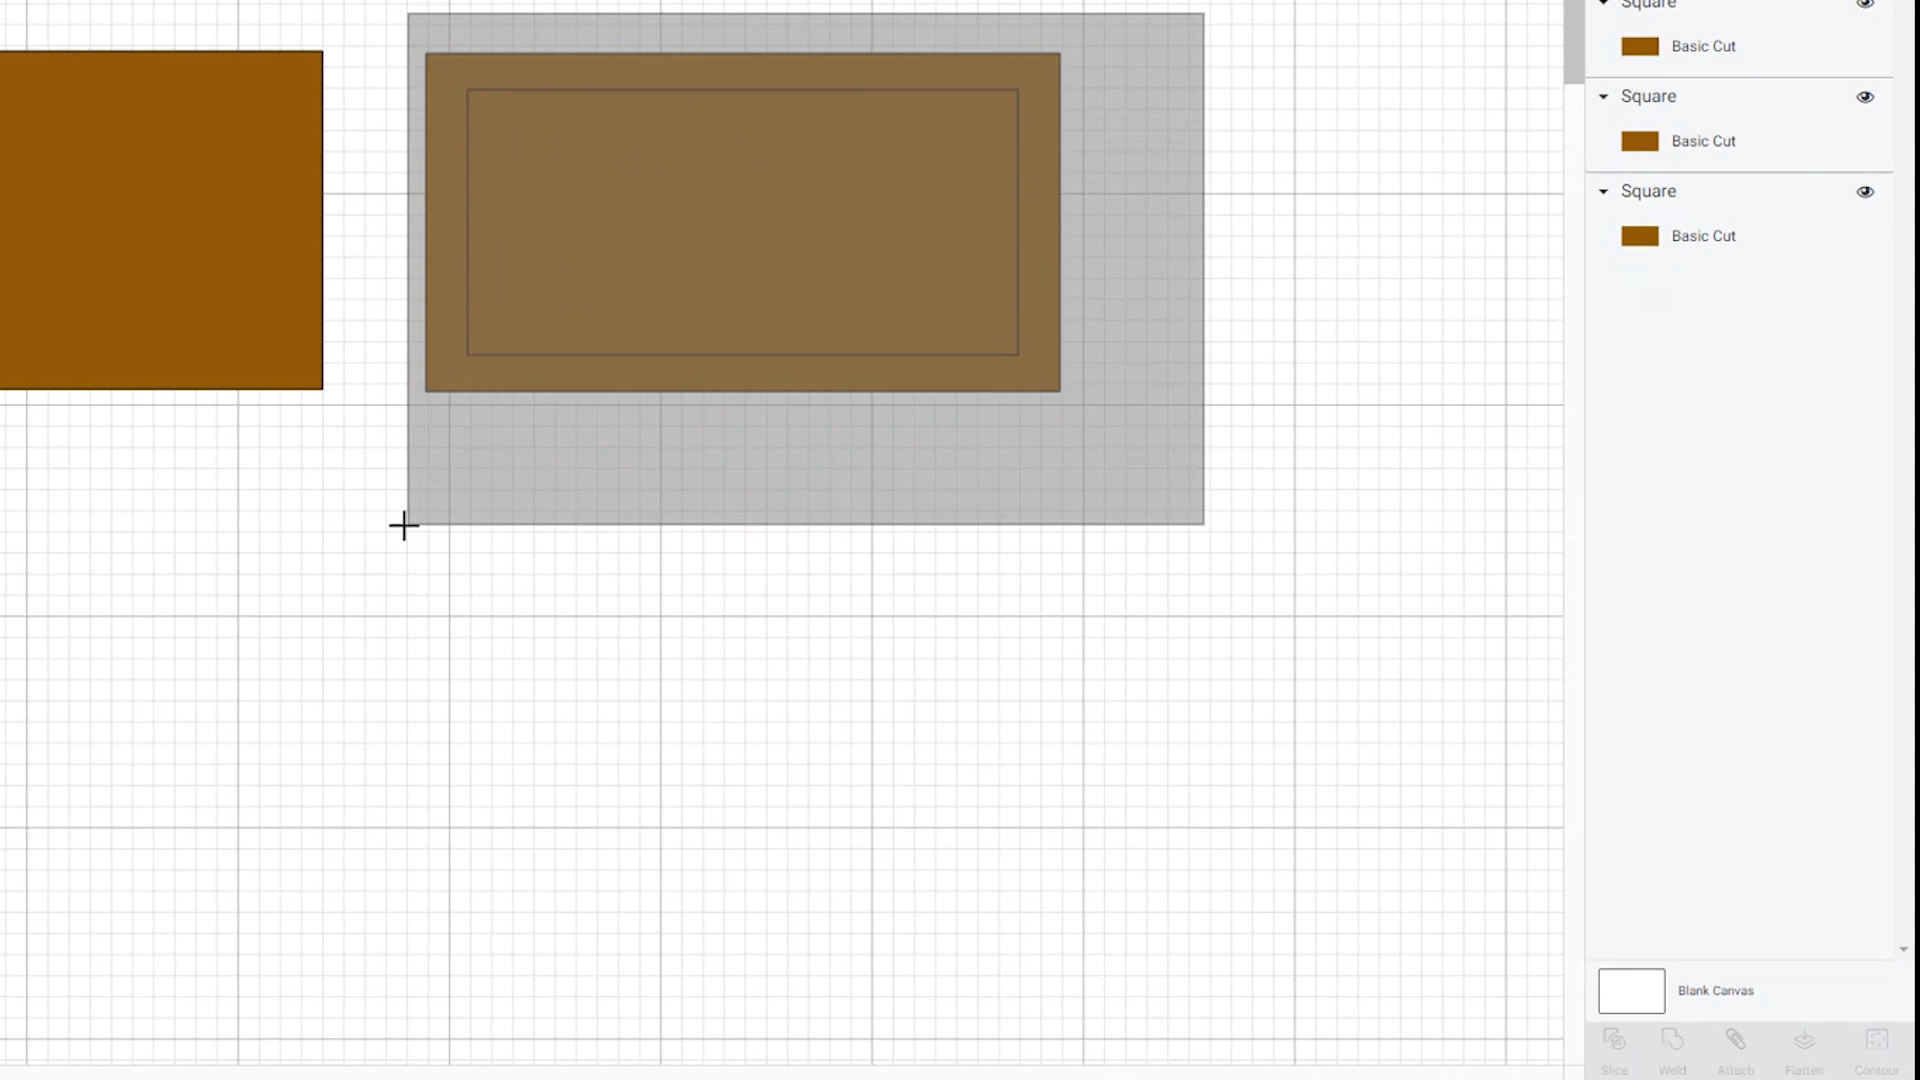 Square
Basic Cut
Square
Basic Cut
Square
Basic Cut
Blank Canvas
Slice
Weld
Attach
Flatten
Contour